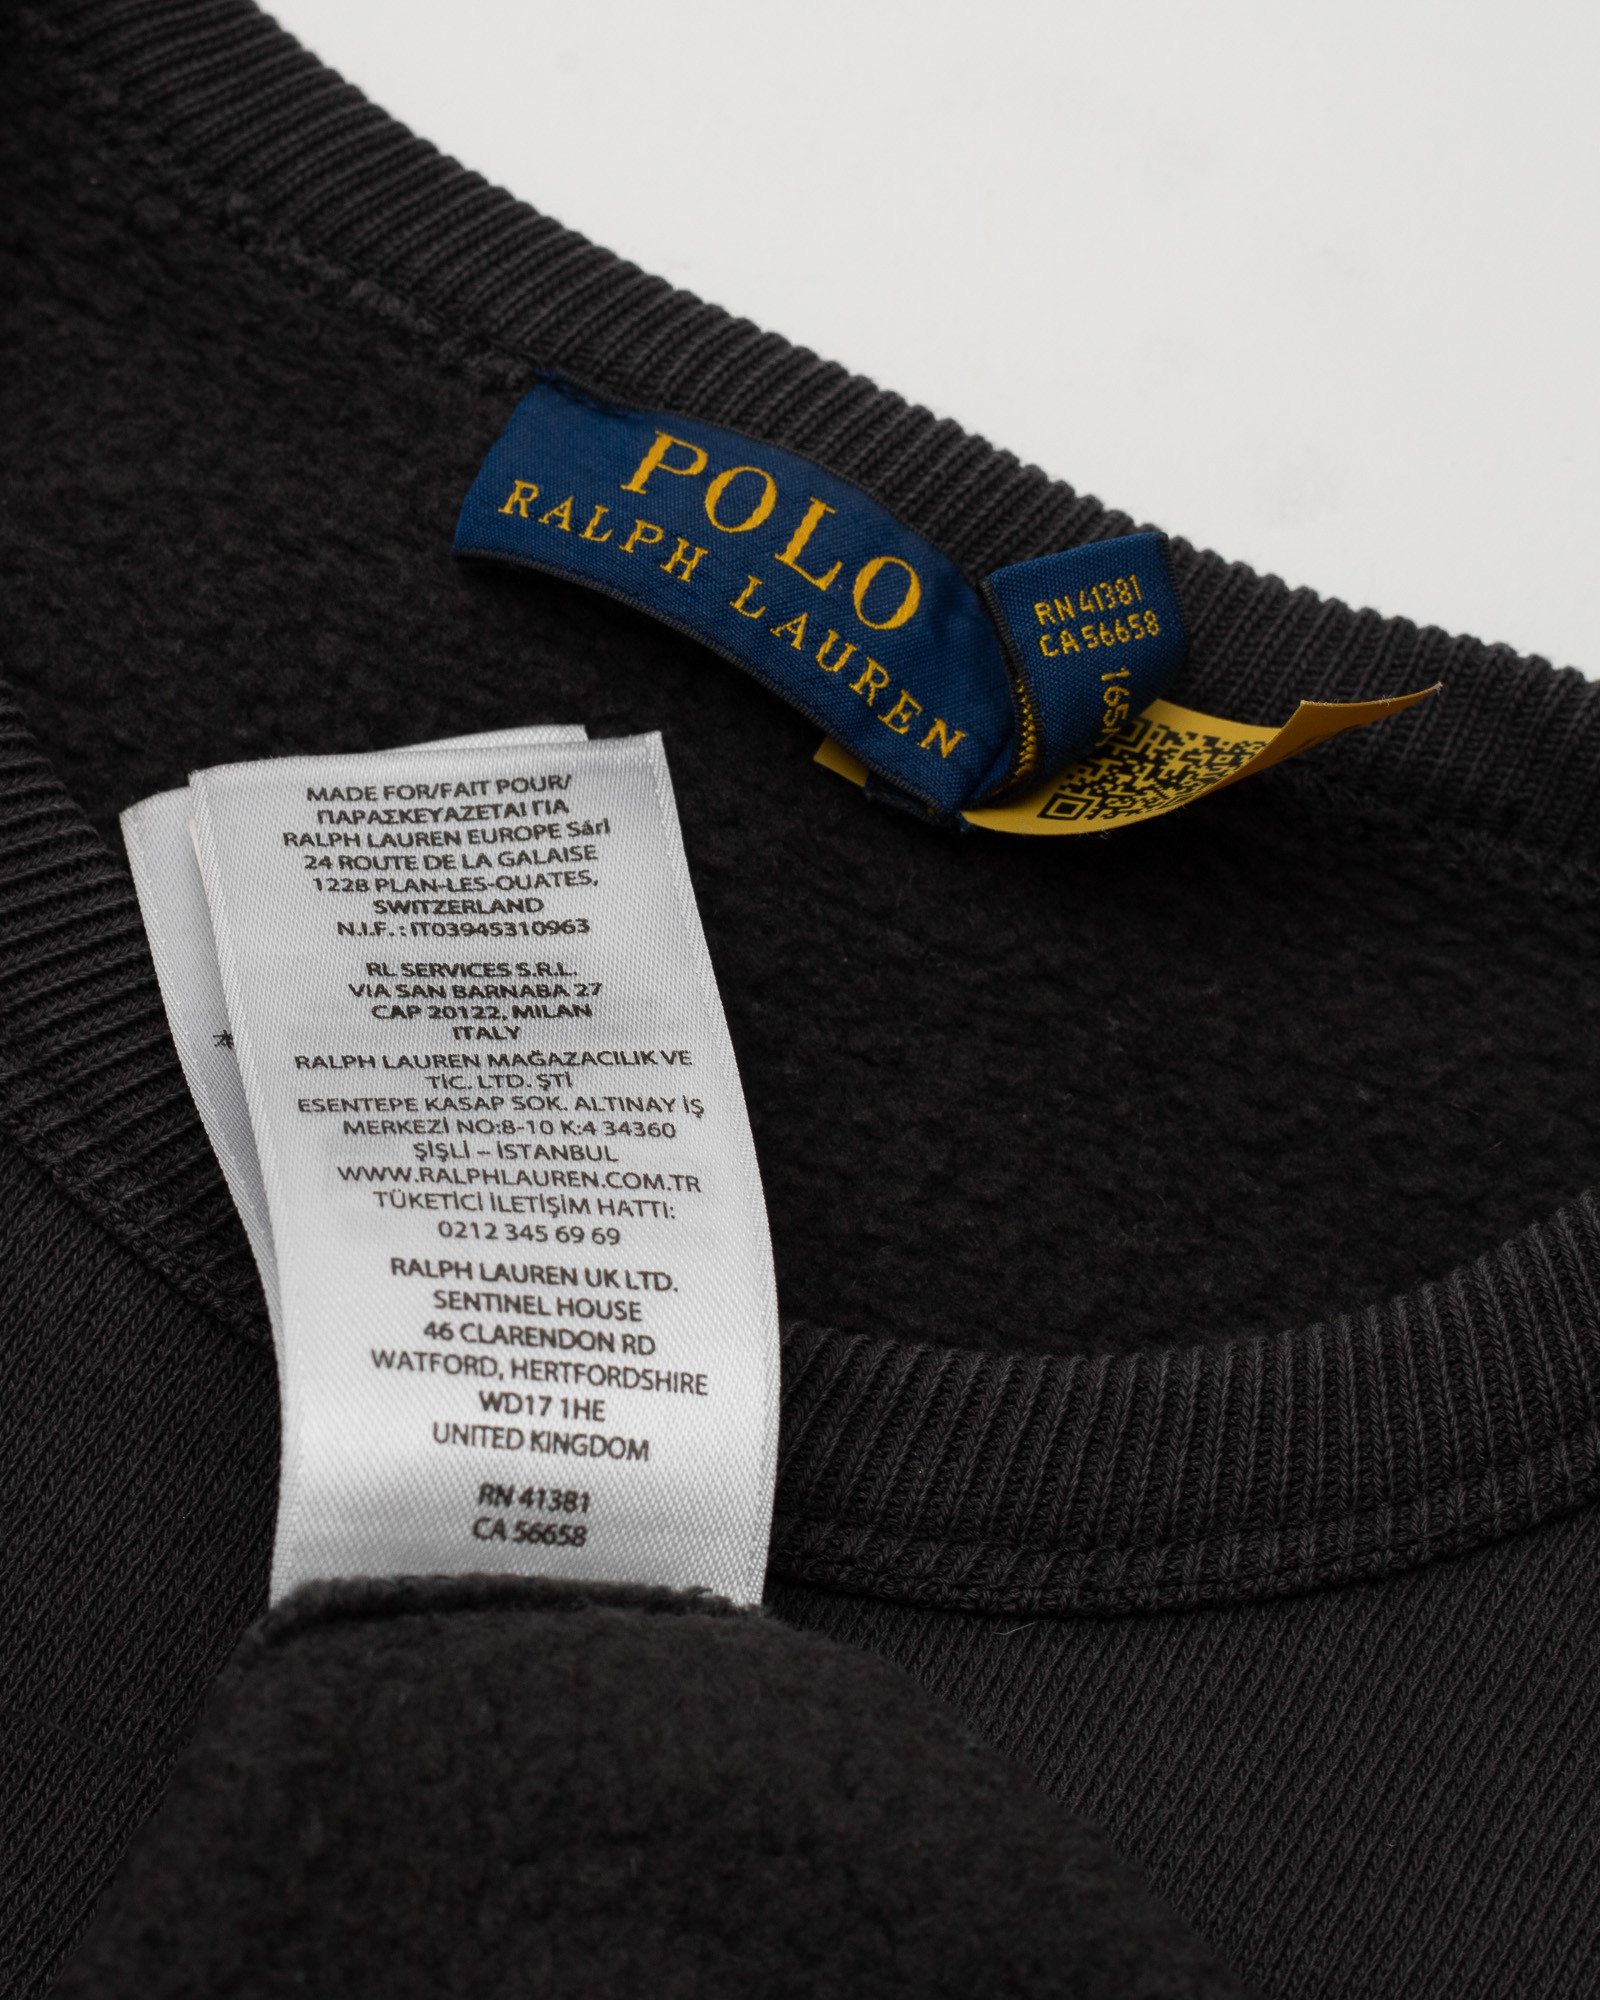 POLO
RALPH LAUREN
RN 41381
CA 56658
MADE FOR/FAIT POUR/
ΠΑΡΑΣΚΕΥΑΖΕΤΑΙ ΓΙΑ
RALPH LAUREN EUROPE Sárl
24 ROUTE DE LA GALAISE
1228 PLAN-LES-OUATES,
SWITZERLAND
N.I.F. : IT03945310963
RL SERVICES S.R.L.
VIA SAN BARNABA 27
CAP 20122, MILAN
ITALY
RALPH LAUREN MAĞAZACILIK VE
TİC. LTD. ŞTİ
ESENTEPE KASAP SOK. ALTINAY İŞ
MERKEZİ NO:8-10 K:4 34360
ŞİŞLİ – İSTANBUL
WWW.RALPHLAUREN.COM.TR
TÜKETİCİ İLETİŞİM HATTI:
0212 345 69 69
RALPH LAUREN UK LTD.
SENTINEL HOUSE
46 CLARENDON RD
WATFORD, HERTFORDSHIRE
WD17 1HE
UNITED KINGDOM
RN 41381
CA 56658